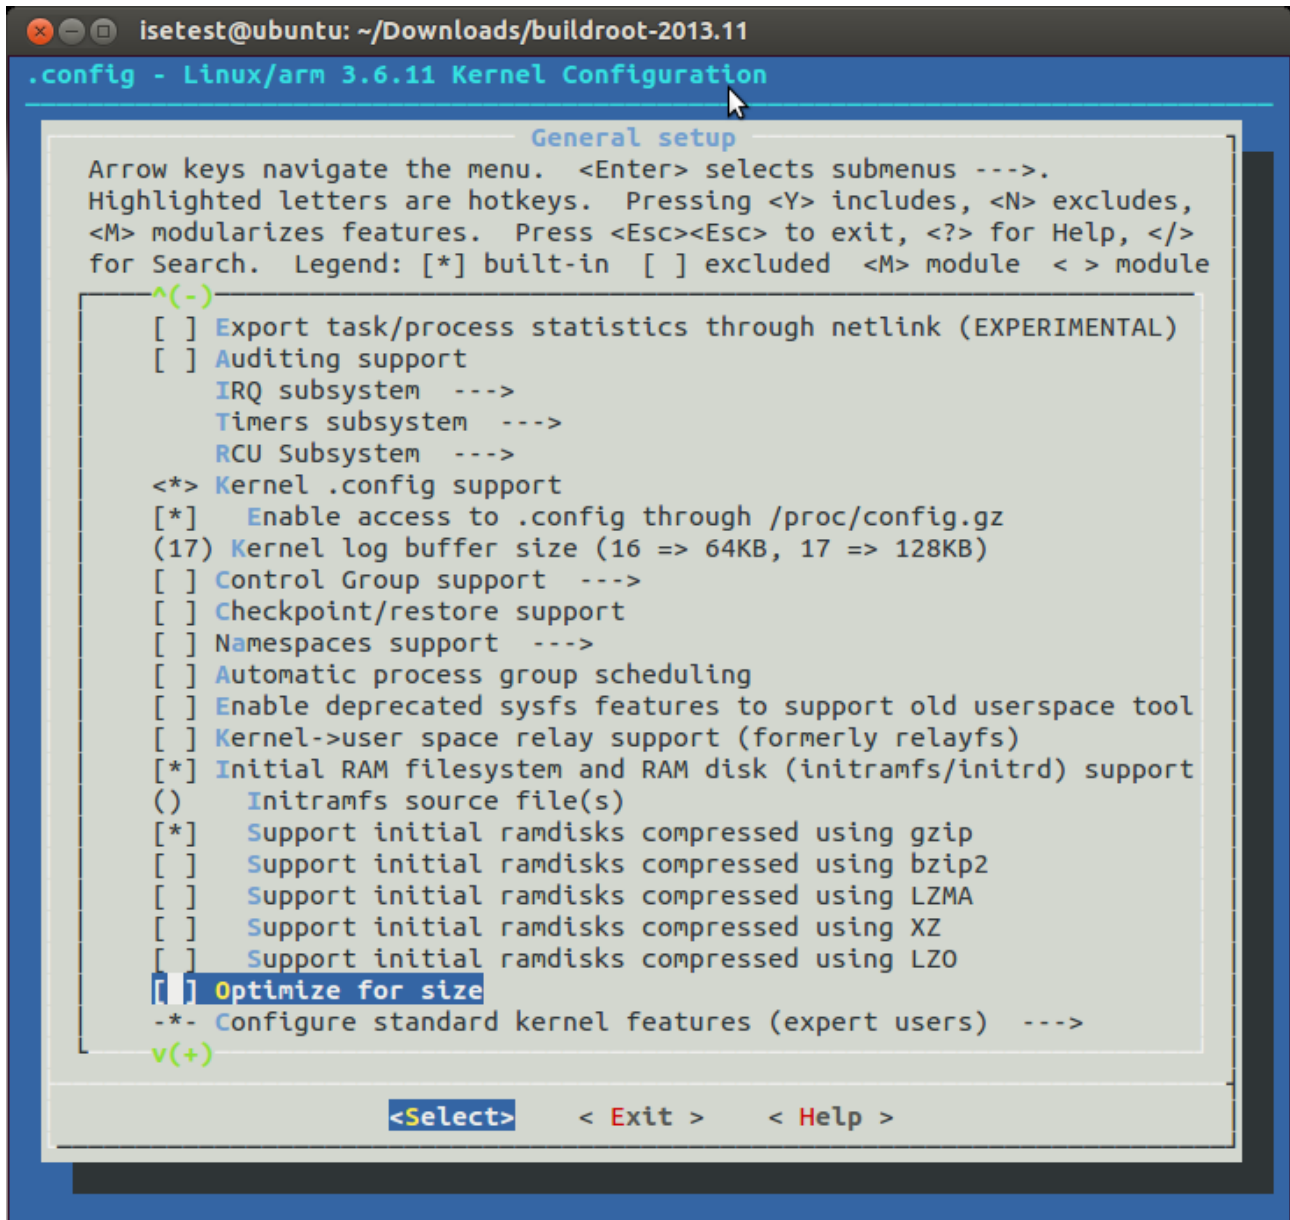 isetest@ubuntu: ~/Downloads/buildroot-2013.11
.config - Linux/arm 3.6.11 Kernel Configuration
General setup
Arrow keys navigate the menu.  <Enter> selects submenus --->.
Highlighted letters are hotkeys.  Pressing <Y> includes, <N> excludes,
<M> modularizes features.  Press <Esc><Esc> to exit, <?> for Help, </>
for Search.  Legend: [*] built-in  [ ] excluded  <M> module  < > module
^(-)
[ ] Export task/process statistics through netlink (EXPERIMENTAL)
[ ] Auditing support
IRQ subsystem  --->
Timers subsystem  --->
RCU Subsystem  --->
<*> Kernel .config support
[*]   Enable access to .config through /proc/config.gz
(17) Kernel log buffer size (16 => 64KB, 17 => 128KB)
[ ] Control Group support  --->
[ ] Checkpoint/restore support
[ ] Namespaces support  --->
[ ] Automatic process group scheduling
[ ] Enable deprecated sysfs features to support old userspace tool
[ ] Kernel->user space relay support (formerly relayfs)
[*] Initial RAM filesystem and RAM disk (initramfs/initrd) support
()    Initramfs source file(s)
[*]   Support initial ramdisks compressed using gzip
[ ]   Support initial ramdisks compressed using bzip2
[ ]   Support initial ramdisks compressed using LZMA
[ ]   Support initial ramdisks compressed using XZ
[ ]   Support initial ramdisks compressed using LZO
[ ] Optimize for size
-*- Configure standard kernel features (expert users)  --->
v(+)
<Select>    < Exit >    < Help >